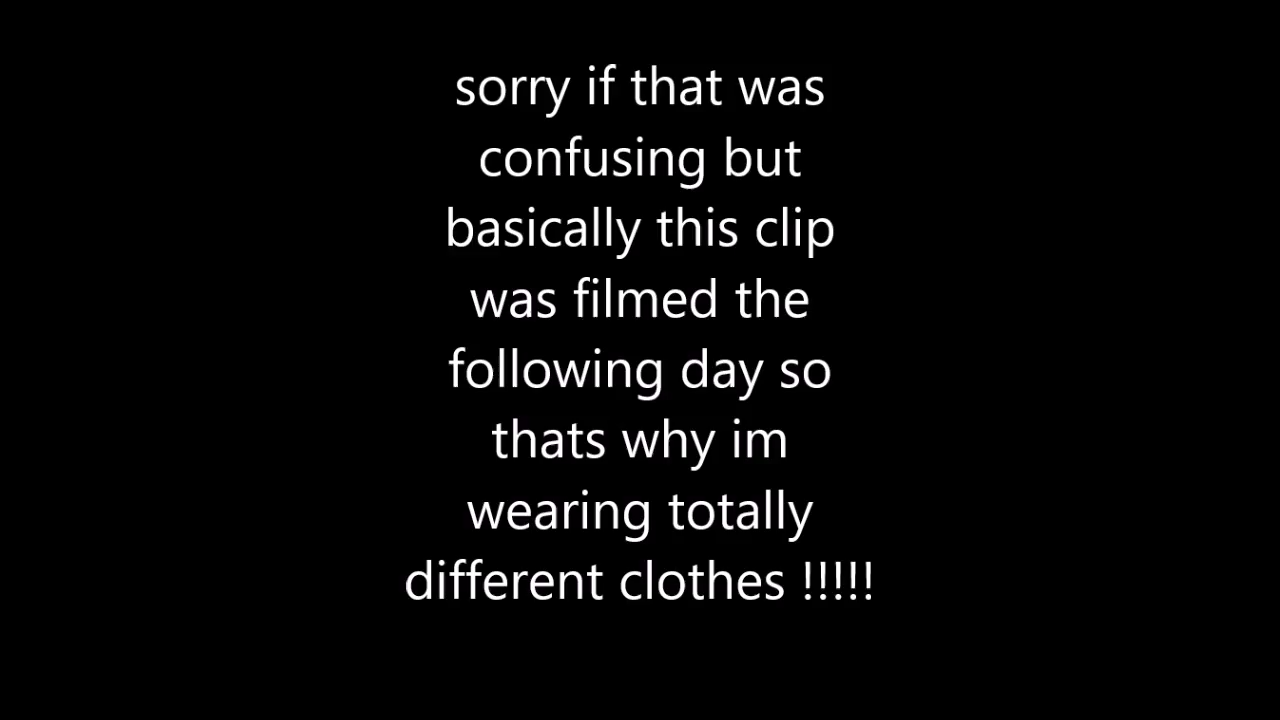 sorry if that was
confusing but
basically this clip
was filmed the
following day so
thats why im
wearing totally
different clothes !!!!!